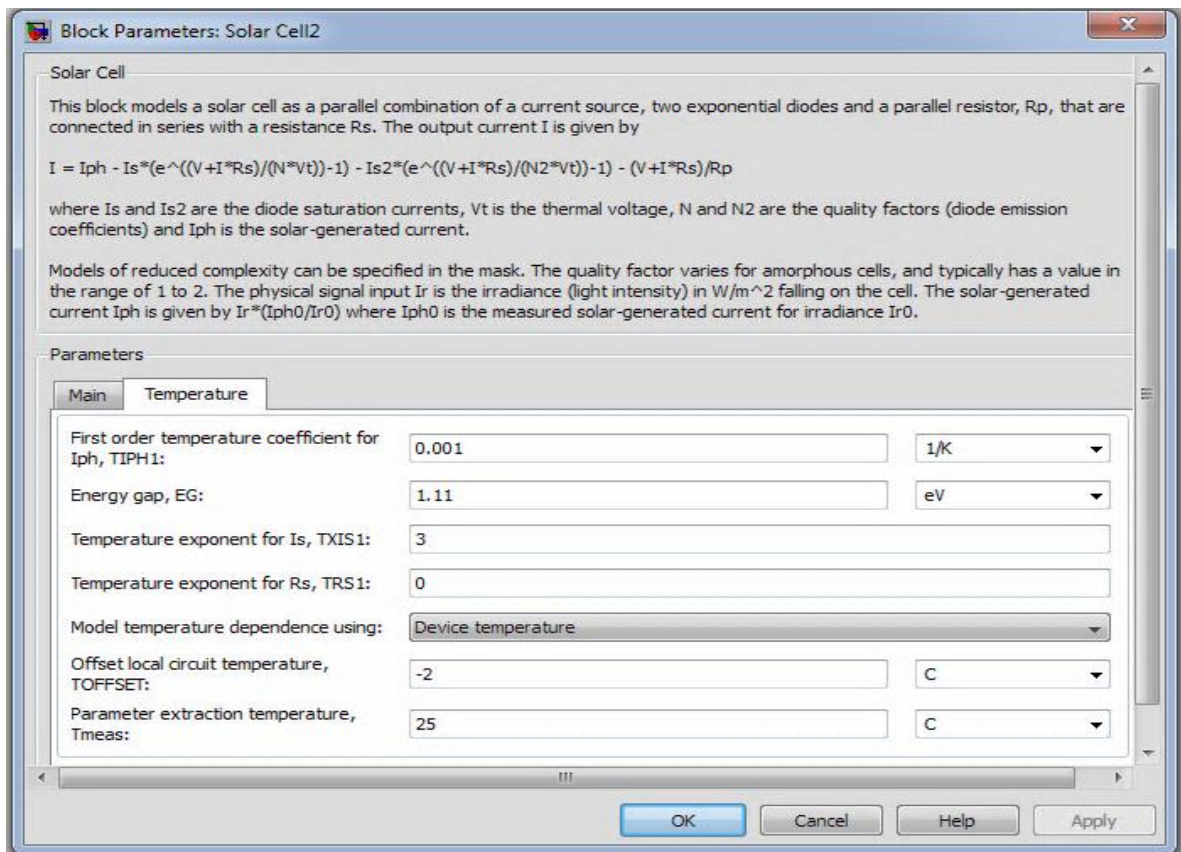 Block Parameters: Solar Cell2
Solar Cell
This block models a solar cell as a parallel combination of a current source, two exponential diodes and a parallel resistor, Rp, that are
connected in series with a resistance Rs. The output current I is given by
I = Iph - Is*(e^((V+I*Rs)/(N*Vt))-1) - Is2*(e^((V+I*Rs)/(N2*Vt))-1) - (V+I*Rs)/Rp
where Is and Is2 are the diode saturation currents, Vt is the thermal voltage, N and N2 are the quality factors (diode emission
coefficients) and Iph is the solar-generated current.
Models of reduced complexity can be specified in the mask. The quality factor varies for amorphous cells, and typically has a value in
the range of 1 to 2. The physical signal input Ir is the irradiance (light intensity) in W/m^2 falling on the cell. The solar-generated
current Iph is given by Ir*(Iph0/Ir0) where Iph0 is the measured solar-generated current for irradiance Ir0.
Parameters
Main Temperature
First order temperature coefficient for
Iph, TIPH1: 0.001 1/K
Energy gap, EG: 1.11 eV
Temperature exponent for Is, TXIS1: 3
Temperature exponent for Rs, TRS1: 0
Model temperature dependence using: Device temperature
Offset local circuit temperature,
TOFFSET: -2 C
Parameter extraction temperature,
Tmeas: 25 C
OK Cancel Help Apply